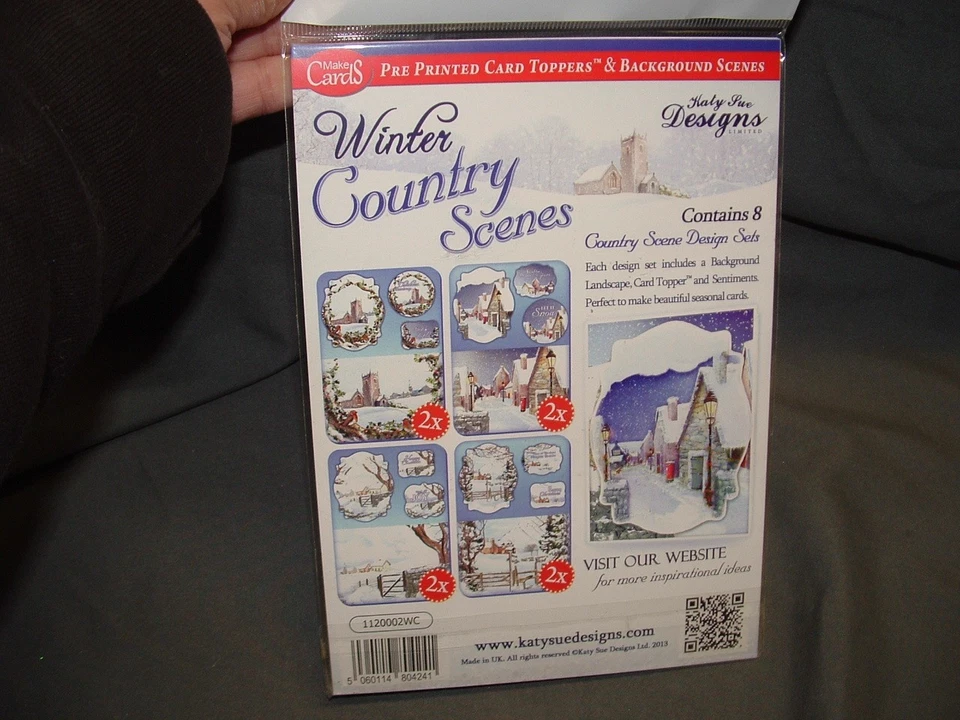 Make Cards
PRE PRINTED CARD TOPPERS™ & BACKGROUND SCENES
Katy Sue
Designs
LIMITED
Winter
Country
Scenes
Contains 8
Country Scene Design Sets
Each design set includes a Background
Landscape, Card Topper™ and Sentiments.
Perfect to make beautiful seasonal cards.
2x
2x
2x
2x
VISIT OUR WEBSITE
for more inspirational ideas
1120002WC
www.katysuedesigns.com
Made in UK. All rights reserved ©Katy Sue Designs Ltd. 2013
5 060114 804241